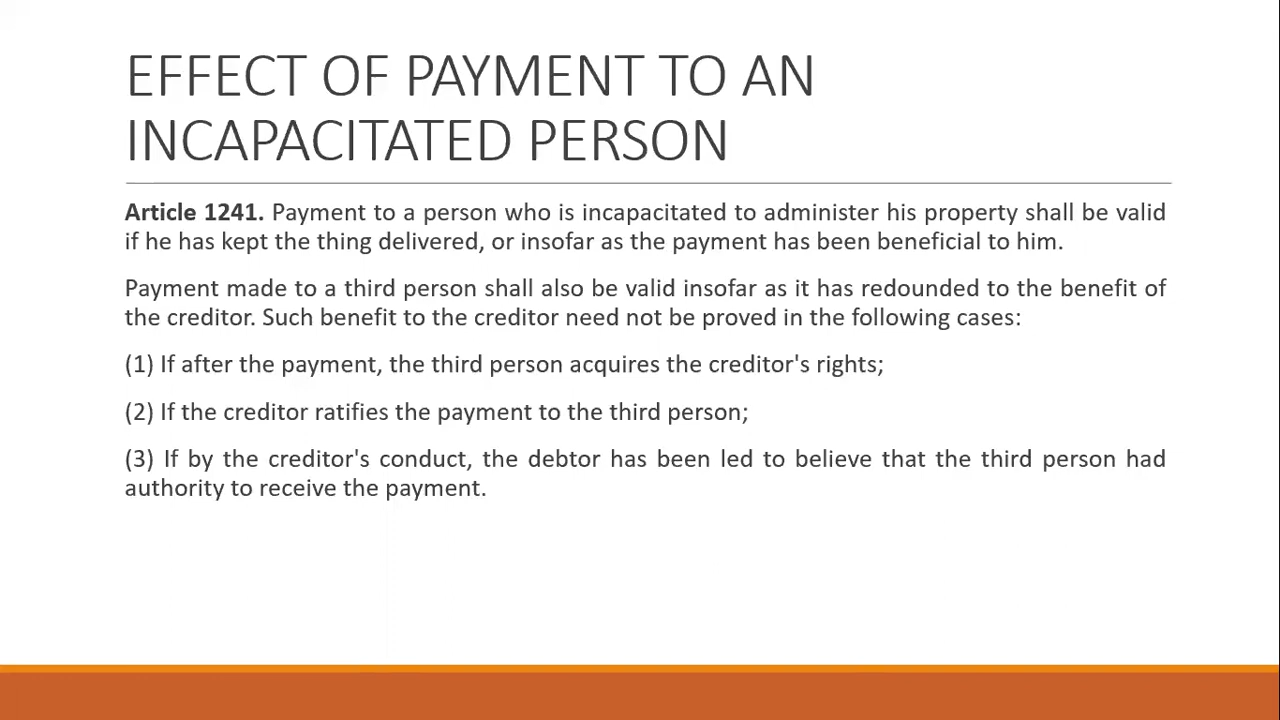 EFFECT OF PAYMENT TO AN
INCAPACITATED PERSON
Article 1241. Payment to a person who is incapacitated to administer his property shall be valid
if he has kept the thing delivered, or insofar as the payment has been beneficial to him.
Payment made to a third person shall also be valid insofar as it has redounded to the benefit of
the creditor. Such benefit to the creditor need not be proved in the following cases:
(1) If after the payment, the third person acquires the creditor's rights;
(2) If the creditor ratifies the payment to the third person;
(3) If by the creditor's conduct, the debtor has been led to believe that the third person had
authority to receive the payment.